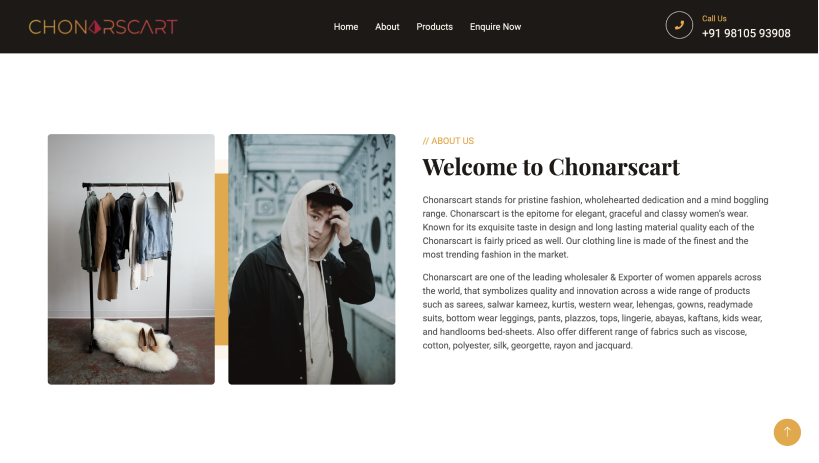 CHONARSCART
Home About Products Enquire Now
Call Us
+91 98105 93908
// ABOUT US
Welcome to Chonarscart
Chonarscart stands for pristine fashion, wholehearted dedication and a mind boggling
range. Chonarscart is the epitome for elegant, graceful and classy women's wear.
Known for its exquisite taste in design and long lasting material quality each of the
Chonarscart is fairly priced as well. Our clothing line is made of the finest and the
most trending fashion in the market.
Chonarscart are one of the leading wholesaler & Exporter of women apparels across
the world, that symbolizes quality and innovation across a wide range of products
such as sarees, salwar kameez, kurtis, western wear, lehengas, gowns, readymade
suits, bottom wear leggings, pants, plazzos, tops, lingerie, abayas, kaftans, kids wear,
and handlooms bed-sheets. Also offer different range of fabrics such as viscose,
cotton, polyester, silk, georgette, rayon and jacquard.